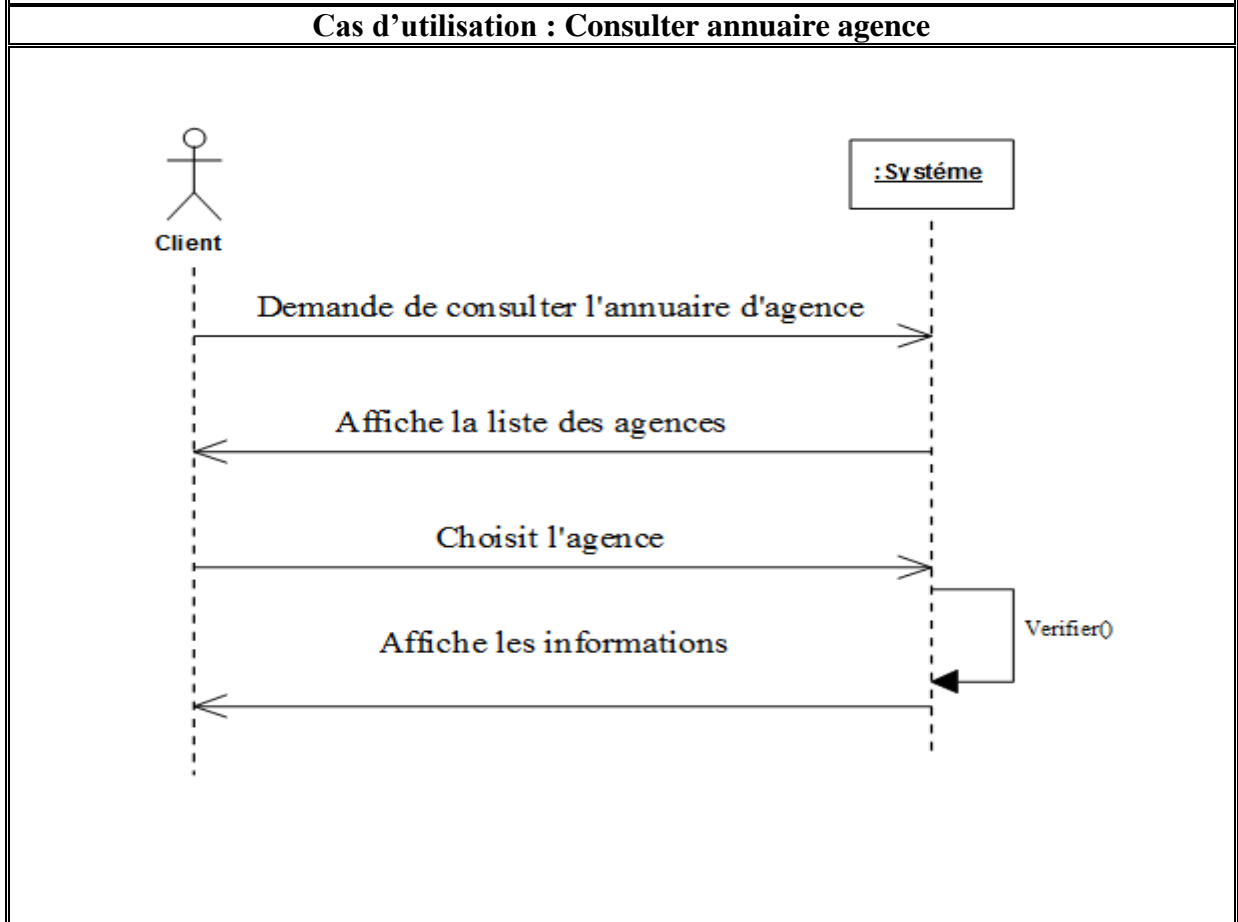 Cas d’utilisation : Consulter annuaire agence
:Systéme
Client
Demande de consulter l'annuaire d'agence
Affiche la liste des agences
Choisit l'agence
Verifier()
Affiche les informations